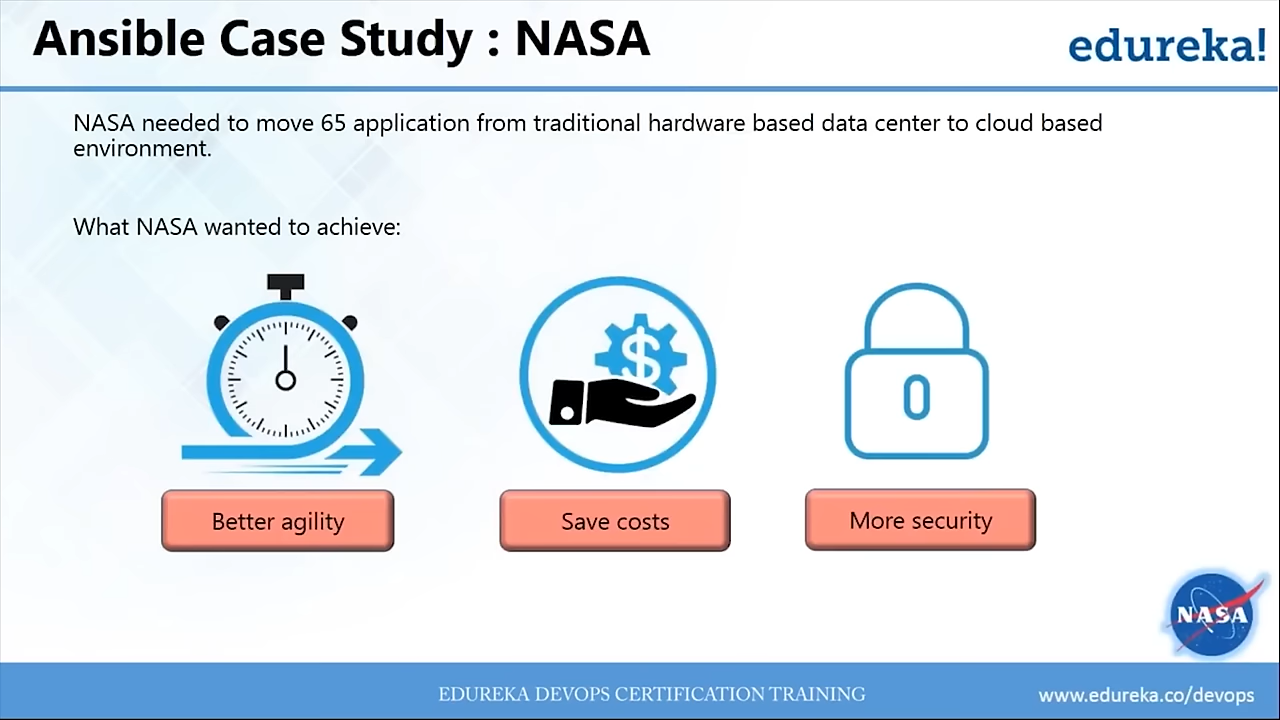 Ansible Case Study : NASA
edureka!
NASA needed to move 65 application from traditional hardware based data center to cloud based
environment.
What NASA wanted to achieve:
$
Better agility
Save costs
More security
NASA
EDUREKA DEVOPS CERTIFICATION TRAINING
www.edureka.co/devops